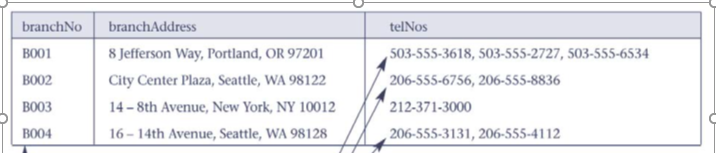 branchNo branchAddress telNos
B001 8 Jefferson Way, Portland, OR 97201 503-555-3618, 503-555-2727, 503-555-6534
B002 City Center Plaza, Seattle, WA 98122 206-555-6756, 206-555-8836
B003 14 – 8th Avenue, New York, NY 10012 212-371-3000
B004 16 – 14th Avenue, Seattle, WA 98128 206-555-3131, 206-555-4112